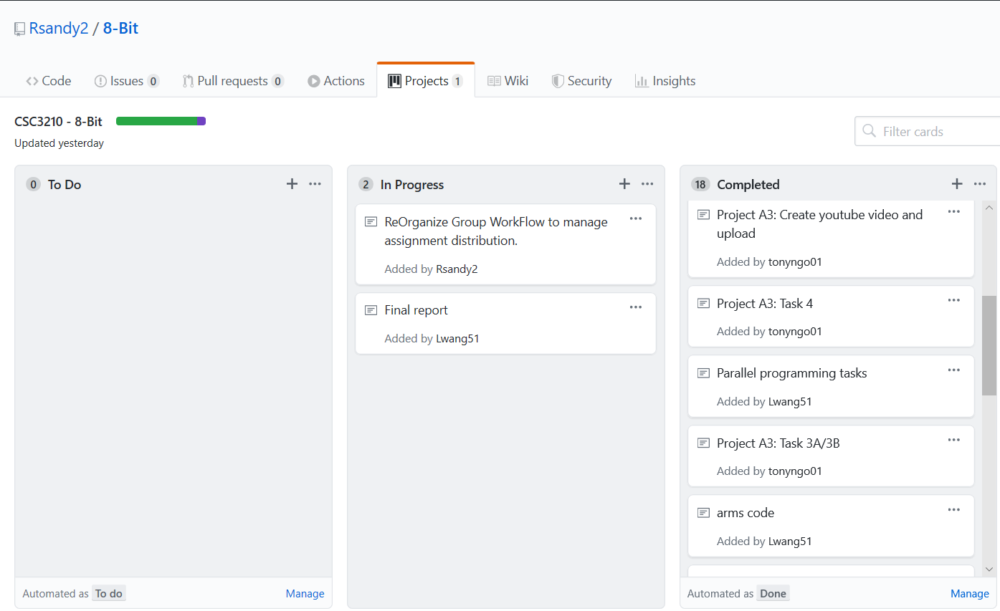 Rsandy2 / 8-Bit
Code Issues 0 Pull requests 0 Actions Projects 1 Wiki Security Insights
CSC3210 - 8-Bit
Updated yesterday
Filter cards
0 To Do
Automated as To do Manage
2 In Progress
ReOrganize Group WorkFlow to manage
assignment distribution.
Added by Rsandy2
Final report
Added by Lwang51
18 Completed
Project A3: Create youtube video and
upload
Added by tonyngo01
Project A3: Task 4
Added by tonyngo01
Parallel programming tasks
Added by Lwang51
Project A3: Task 3A/3B
Added by tonyngo01
arms code
Added by Lwang51
Automated as Done Manage